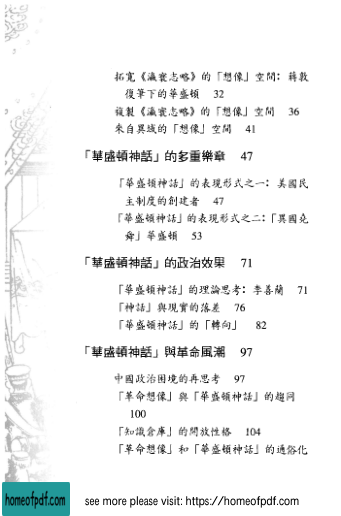 拓寬《瀛寰志略》的「想像」空間：蔣敦
復筆下的華盛頓 32
複製《瀛寰志略》的「想像」空間 36
來自異域的「想像」空間 41
「華盛頓神話」的多重樂章 47
「華盛頓神話」的表現形式之一：美國民
主制度的創建者 47
「華盛頓神話」的表現形式之二：「異國堯
舜」華盛頓 53
「華盛頓神話」的政治效果 71
「華盛頓神話」的理論思考：李善蘭 71
「神話」與現實的落差 76
「華盛頓神話」的「轉向」 82
「華盛頓神話」與革命風潮 97
中國政治困境的再思考 97
「革命想像」與「華盛頓神話」的趨同
100
「知識倉庫」的開放性格 104
「革命想像」和「華盛頓神話」的通俗化
homeofpdf.com
see more please visit: https://homeofpdf.com